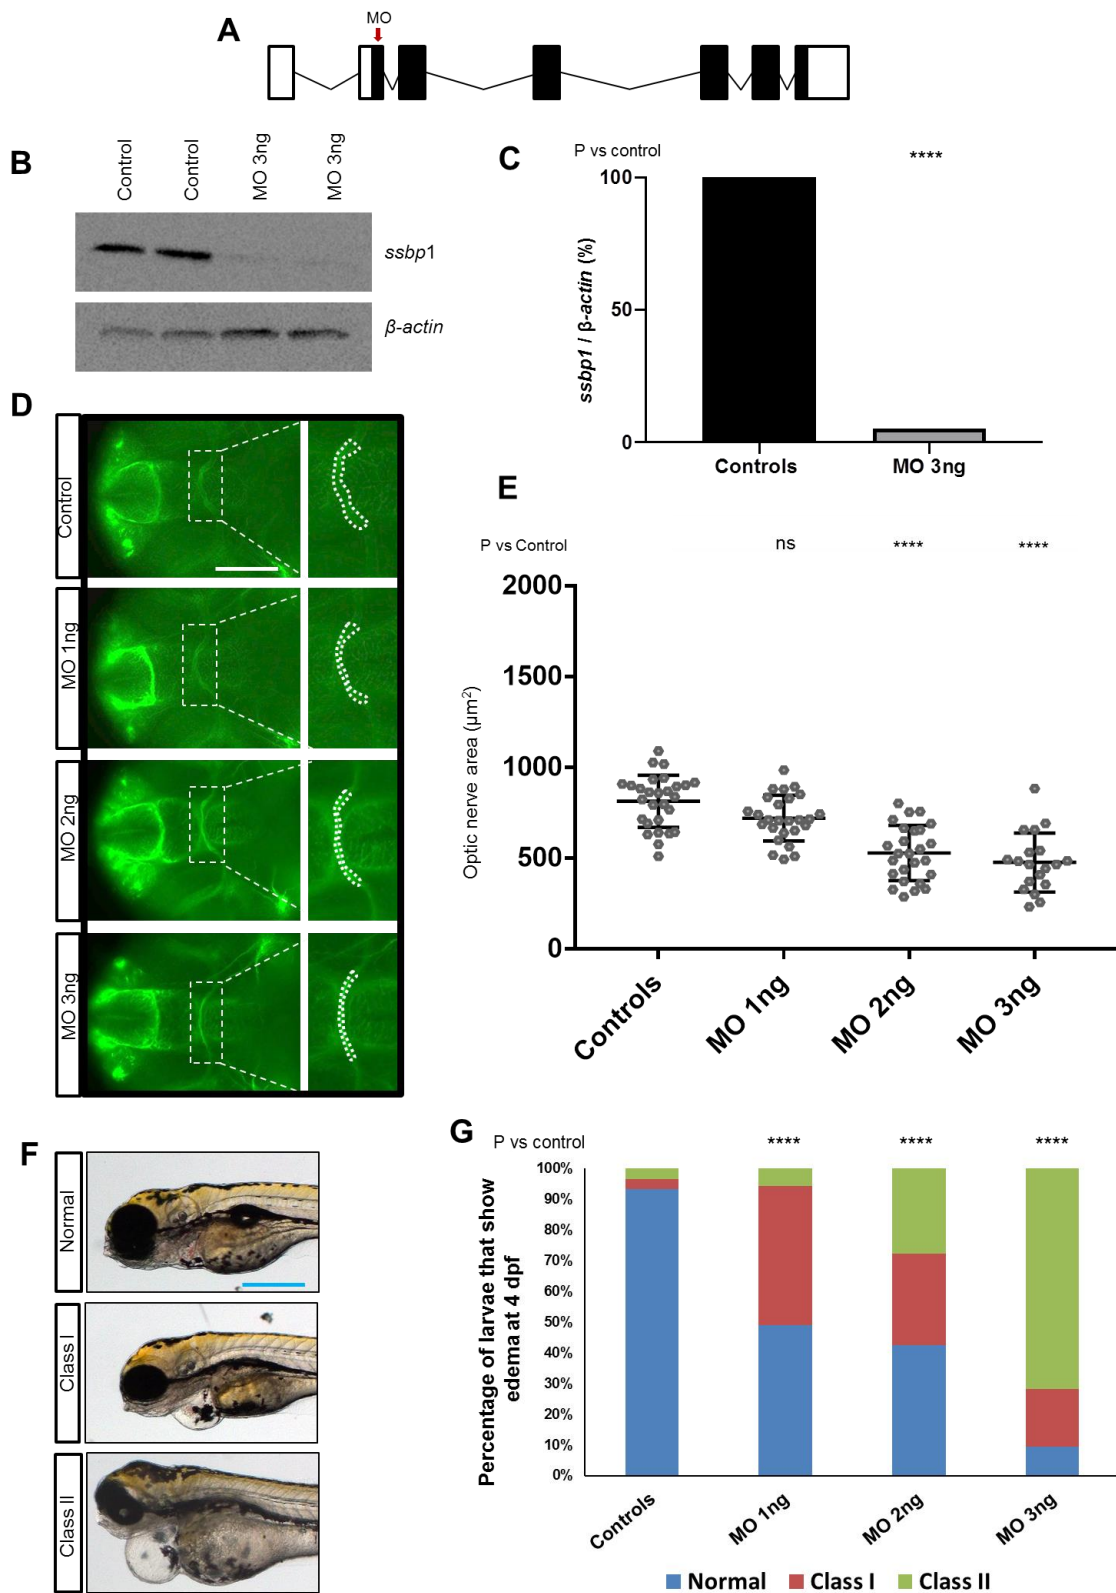 A
MO
B
Control
Control
MO 3ng
MO 3ng
ssbp1
β-actin
C
P vs control
****
100
50
0
ssbp1 / β-actin (%)
Controls
MO 3ng
D
Control
MO 1ng
MO 2ng
MO 3ng
E
P vs Control
ns
****
****
2000
1500
1000
500
0
Optic nerve area (µm²)
Controls
MO 1ng
MO 2ng
MO 3ng
F
Normal
Class I
Class II
G
P vs control
****
****
****
100%
90%
80%
70%
60%
50%
40%
30%
20%
10%
0%
Percentage of larvae that show
edema at 4 dpf
Controls
MO 1ng
MO 2ng
MO 3ng
Normal
Class I
Class II